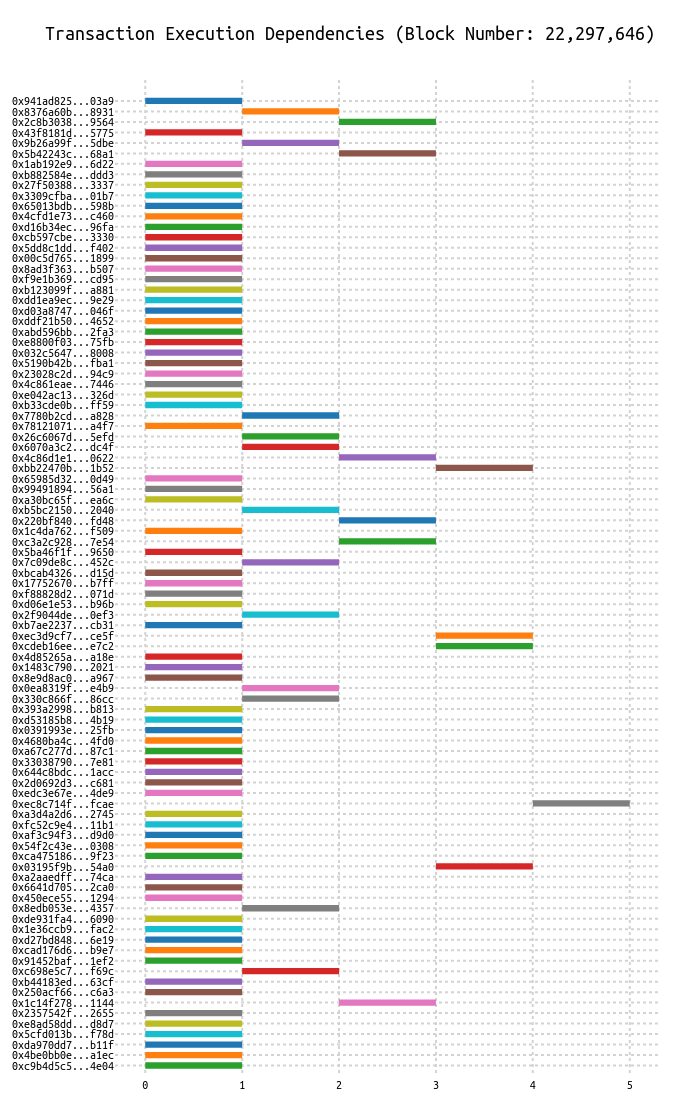 Transaction Execution Dependencies (Block Number: 22,297,646)
0x941ad825...03a9
0x8376a60b...8931
0x2c8b3038...9564
0x43f8181d...5775
0x9b26a99f...5dbe
0x5b42243c...68a1
0x1ab192e9...6d22
0xb882584e...ddd3
0x27f50388...3337
0x3309cfba...01b7
0x65013bdb...598b
0x4cfd1e73...c460
0xd16b34ec...96fa
0xcb597cbe...3330
0x5dd8c1dd...f402
0x00c5d765...1899
0x8ad3f363...b507
0xf9e1b369...cd95
0xb123099f...a881
0xdd1ea9ec...9e29
0xd03a8747...046f
0xddf21b50...4652
0xabd596bb...2fa3
0xe8800f03...75fb
0x032c5647...8008
0x5190b42b...fba1
0x23028c2d...94c9
0x4c861eae...7446
0xe042ac13...326d
0xb33cde0b...ff59
0x7780b2cd...a828
0x78121071...a4f7
0x26c6067d...5efd
0x6070a3c2...dc4f
0x4c86d1e1...0622
0xbb22470b...1b52
0x65985d32...0d49
0x99491894...56a1
0xa30bc65f...ea6c
0xb5bc2150...2040
0x220bf840...fd48
0x1c4da762...f509
0xc3a2c928...7e54
0x5ba46f1f...9650
0x7c09de8c...452c
0xbcab4326...d15d
0x17752670...b7ff
0xf88828d2...071d
0xd06e1e53...b96b
0x2f9044de...0ef3
0xb7ae2237...cb31
0xec3d9cf7...ce5f
0xcdeb16ee...e7c2
0x4d85265a...a18e
0x1483c790...2021
0x8e9d8ac0...a967
0x0ea8319f...e4b9
0x330c866f...86cc
0x393a2998...b813
0xd53185b8...4b19
0x0391993e...25fb
0x4680ba4c...4fd0
0xa67c277d...87c1
0x33038790...7e81
0x644c8bdc...1acc
0x2d0692d3...c681
0xedc3e67e...4de9
0xec8c714f...fcae
0xa3d4a2d6...2745
0xfc52c9e4...11b1
0xaf3c94f3...d9d0
0x54f2c43e...0308
0xca475186...9f23
0x03195f9b...54a0
0xa2aaedff...74ca
0x6641d705...2ca0
0x450ece55...1294
0x8edb053e...4357
0xde931fa4...6090
0x1e36ccb9...fac2
0xd27bd848...6e19
0xcad176d6...b9e7
0x91452baf...1ef2
0xc698e5c7...f69c
0xb44183ed...63cf
0x250acf66...c6a3
0x1c14f278...1144
0x2357542f...2655
0xe8ad58dd...d8d7
0x5cfd013b...f78d
0xda970dd7...b11f
0x4be0bb0e...a1ec
0xc9b4d5c5...4e04
0 1 2 3 4 5